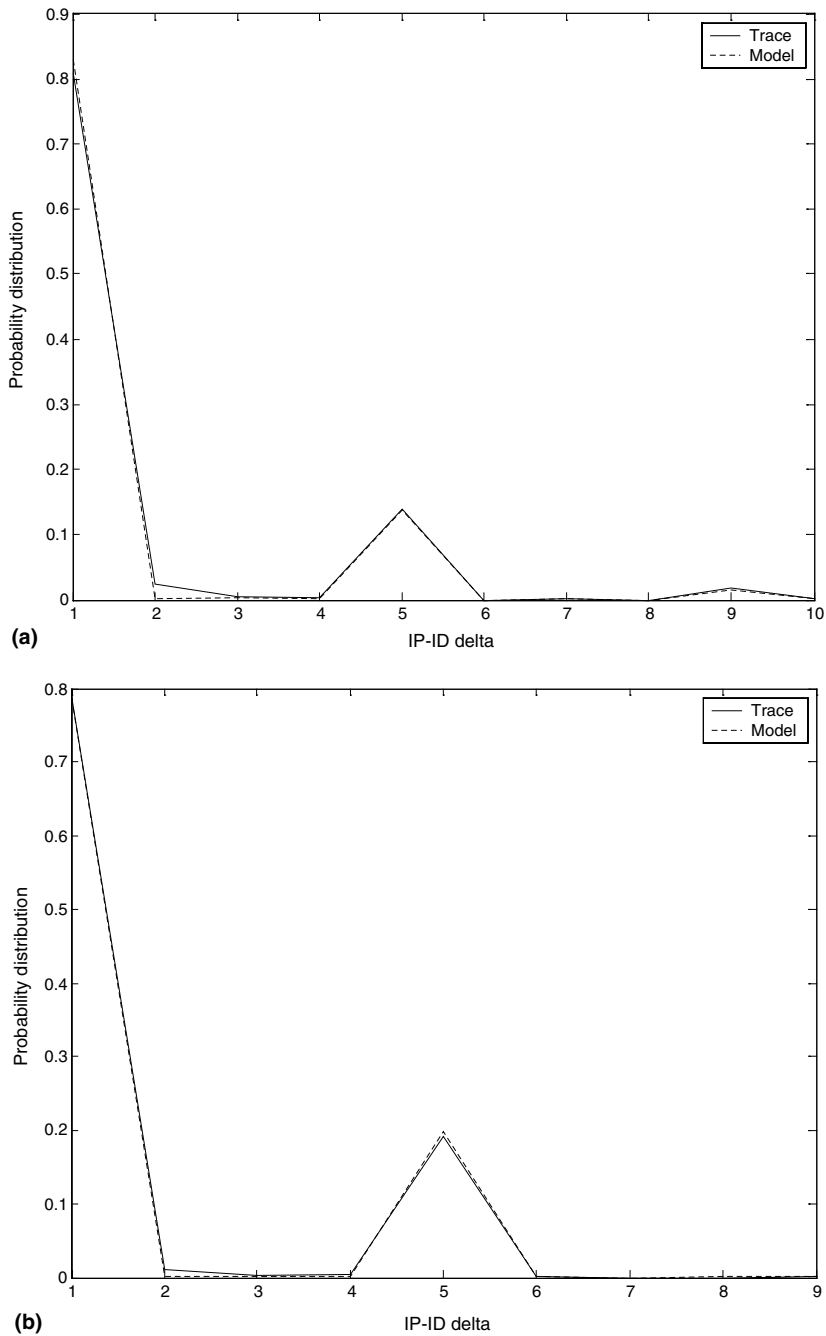 0.9
Trace
Model
0.8
0.7
0.6
0.5
0.4
0.3
0.2
0.1
0
Probability distribution
1 2 3 4 5 6 7 8 9 10
(a)
IP-ID delta
0.8
Trace
Model
0.7
0.6
0.5
0.4
0.3
0.2
0.1
0
Probability distribution
1 2 3 4 5 6 7 8 9
(b)
IP-ID delta